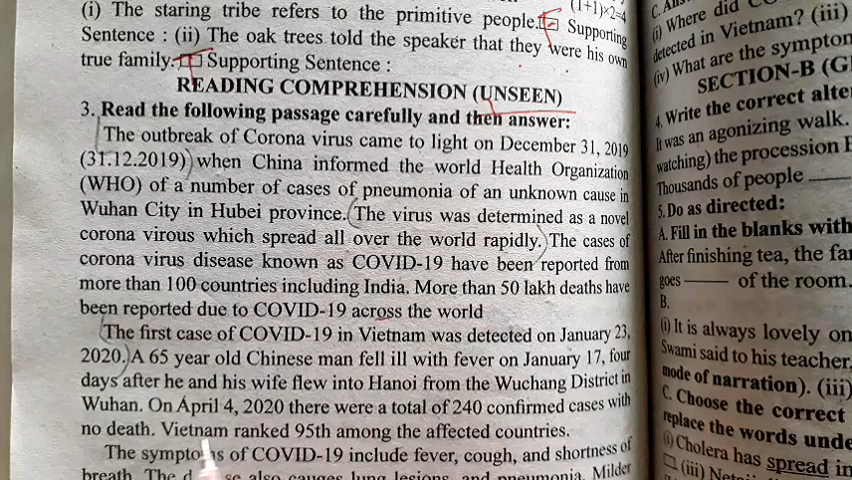 (i) The staring tribe refers to the primitive people. Supporting (1+1)×2=4
Sentence : (ii) The oak trees told the speaker that they were his own
true family. Supporting Sentence :
READING COMPREHENSION (UNSEEN)
3. Read the following passage carefully and then answer:
The outbreak of Corona virus came to light on December 31, 2019
(31.12.2019) when China informed the world Health Organization
(WHO) of a number of cases of pneumonia of an unknown cause in
Wuhan City in Hubei province. The virus was determined as a novel
corona virous which spread all over the world rapidly. The cases of
corona virus disease known as COVID-19 have been reported from
more than 100 countries including India. More than 50 lakh deaths have
been reported due to COVID-19 across the world
The first case of COVID-19 in Vietnam was detected on January 23,
2020. A 65 year old Chinese man fell ill with fever on January 17, four
days after he and his wife flew into Hanoi from the Wuchang District in
Wuhan. On April 4, 2020 there were a total of 240 confirmed cases with
no death. Vietnam ranked 95th among the affected countries.
The symptoms of COVID-19 include fever, cough, and shortness of
breath. The also causes lung lesions, and pneumonia. Milder
C. Ans
(i) Where did CO
detected in Vietnam? (iii)
(iv) What are the symptom
SECTION-B (G
4. Write the correct alte
It was an agonizing walk.
watching) the procession
Thousands of people ——
5. Do as directed:
A. Fill in the blanks with
After finishing tea, the fa
goes —— of the room.
B.
(i) It is always lovely on
Swami said to his teacher,
mode of narration). (iii)
C. Choose the correct
replace the words unde
(i) Cholera has spread in
(iii)